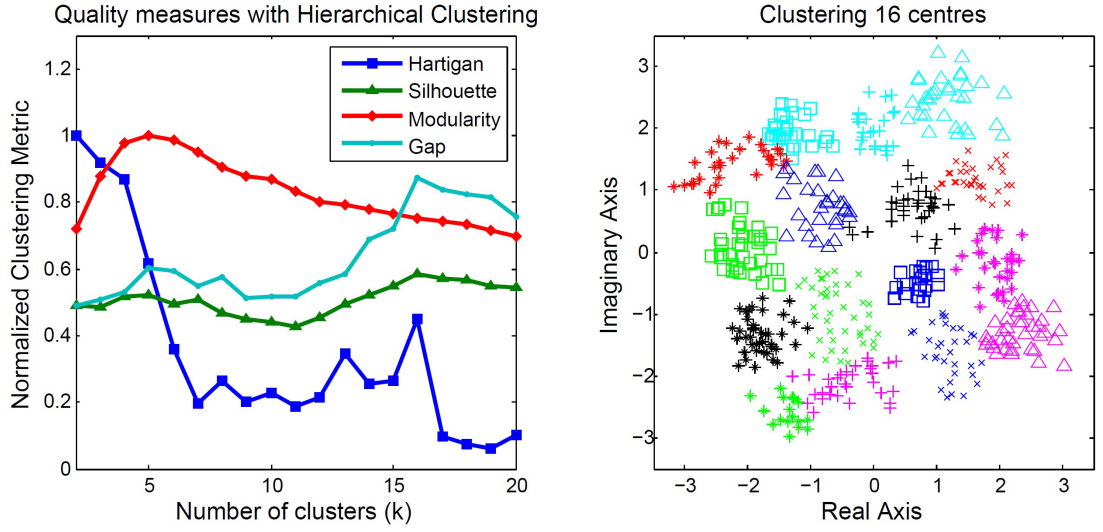 Quality measures with Hierarchical Clustering
Normalized Clustering Metric
1.2
1
0.8
0.6
0.4
0.2
0
Hartigan
Silhouette
Modularity
Gap
5 10 15 20
Number of clusters (k)
Clustering 16 centres
Imaginary Axis
3
2
1
0
−1
−2
−3
−3 −2 −1 0 1 2 3
Real Axis